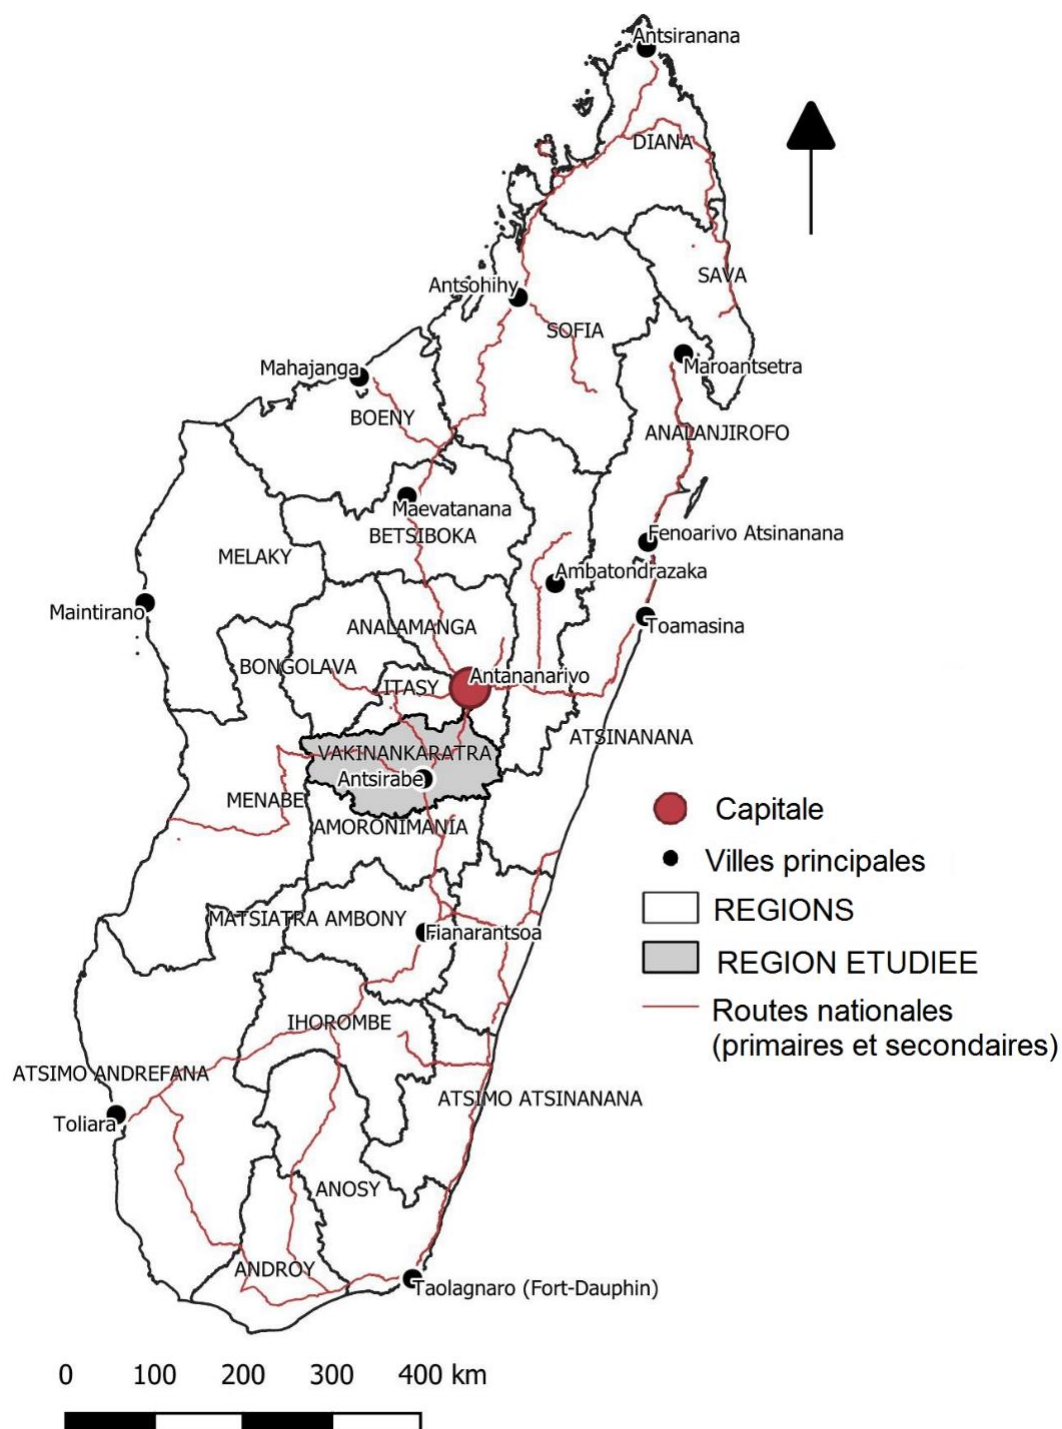 Antsiranana
DIANA
SAVA
Antsohihy
SOFIA
Maroantsetra
Mahajanga
BOENY
ANALANJIROFO
Maevatanana
BETSIBOKA
Fenoarivo Atsinanana
MELAKY
Ambatondrazaka
Maintirano
Toamasina
ANALAMANGA
BONGOLAVA
ITASY
Antananarivo
ATSINANANA
VAKINANKARATRA
Antsirabe
MENABE
AMORONIMANIA
Capitale
Villes principales
REGIONS
REGION ETUDIEE
Routes nationales
(primaires et secondaires)
MATSIATRA AMBONY
Fianarantsoa
IHOROMBE
ATSIMO ANDREFANA
ATSIMO ATSINANANA
Toliara
ANOSY
ANDROY
Taolagnaro (Fort-Dauphin)
0 100 200 300 400 km